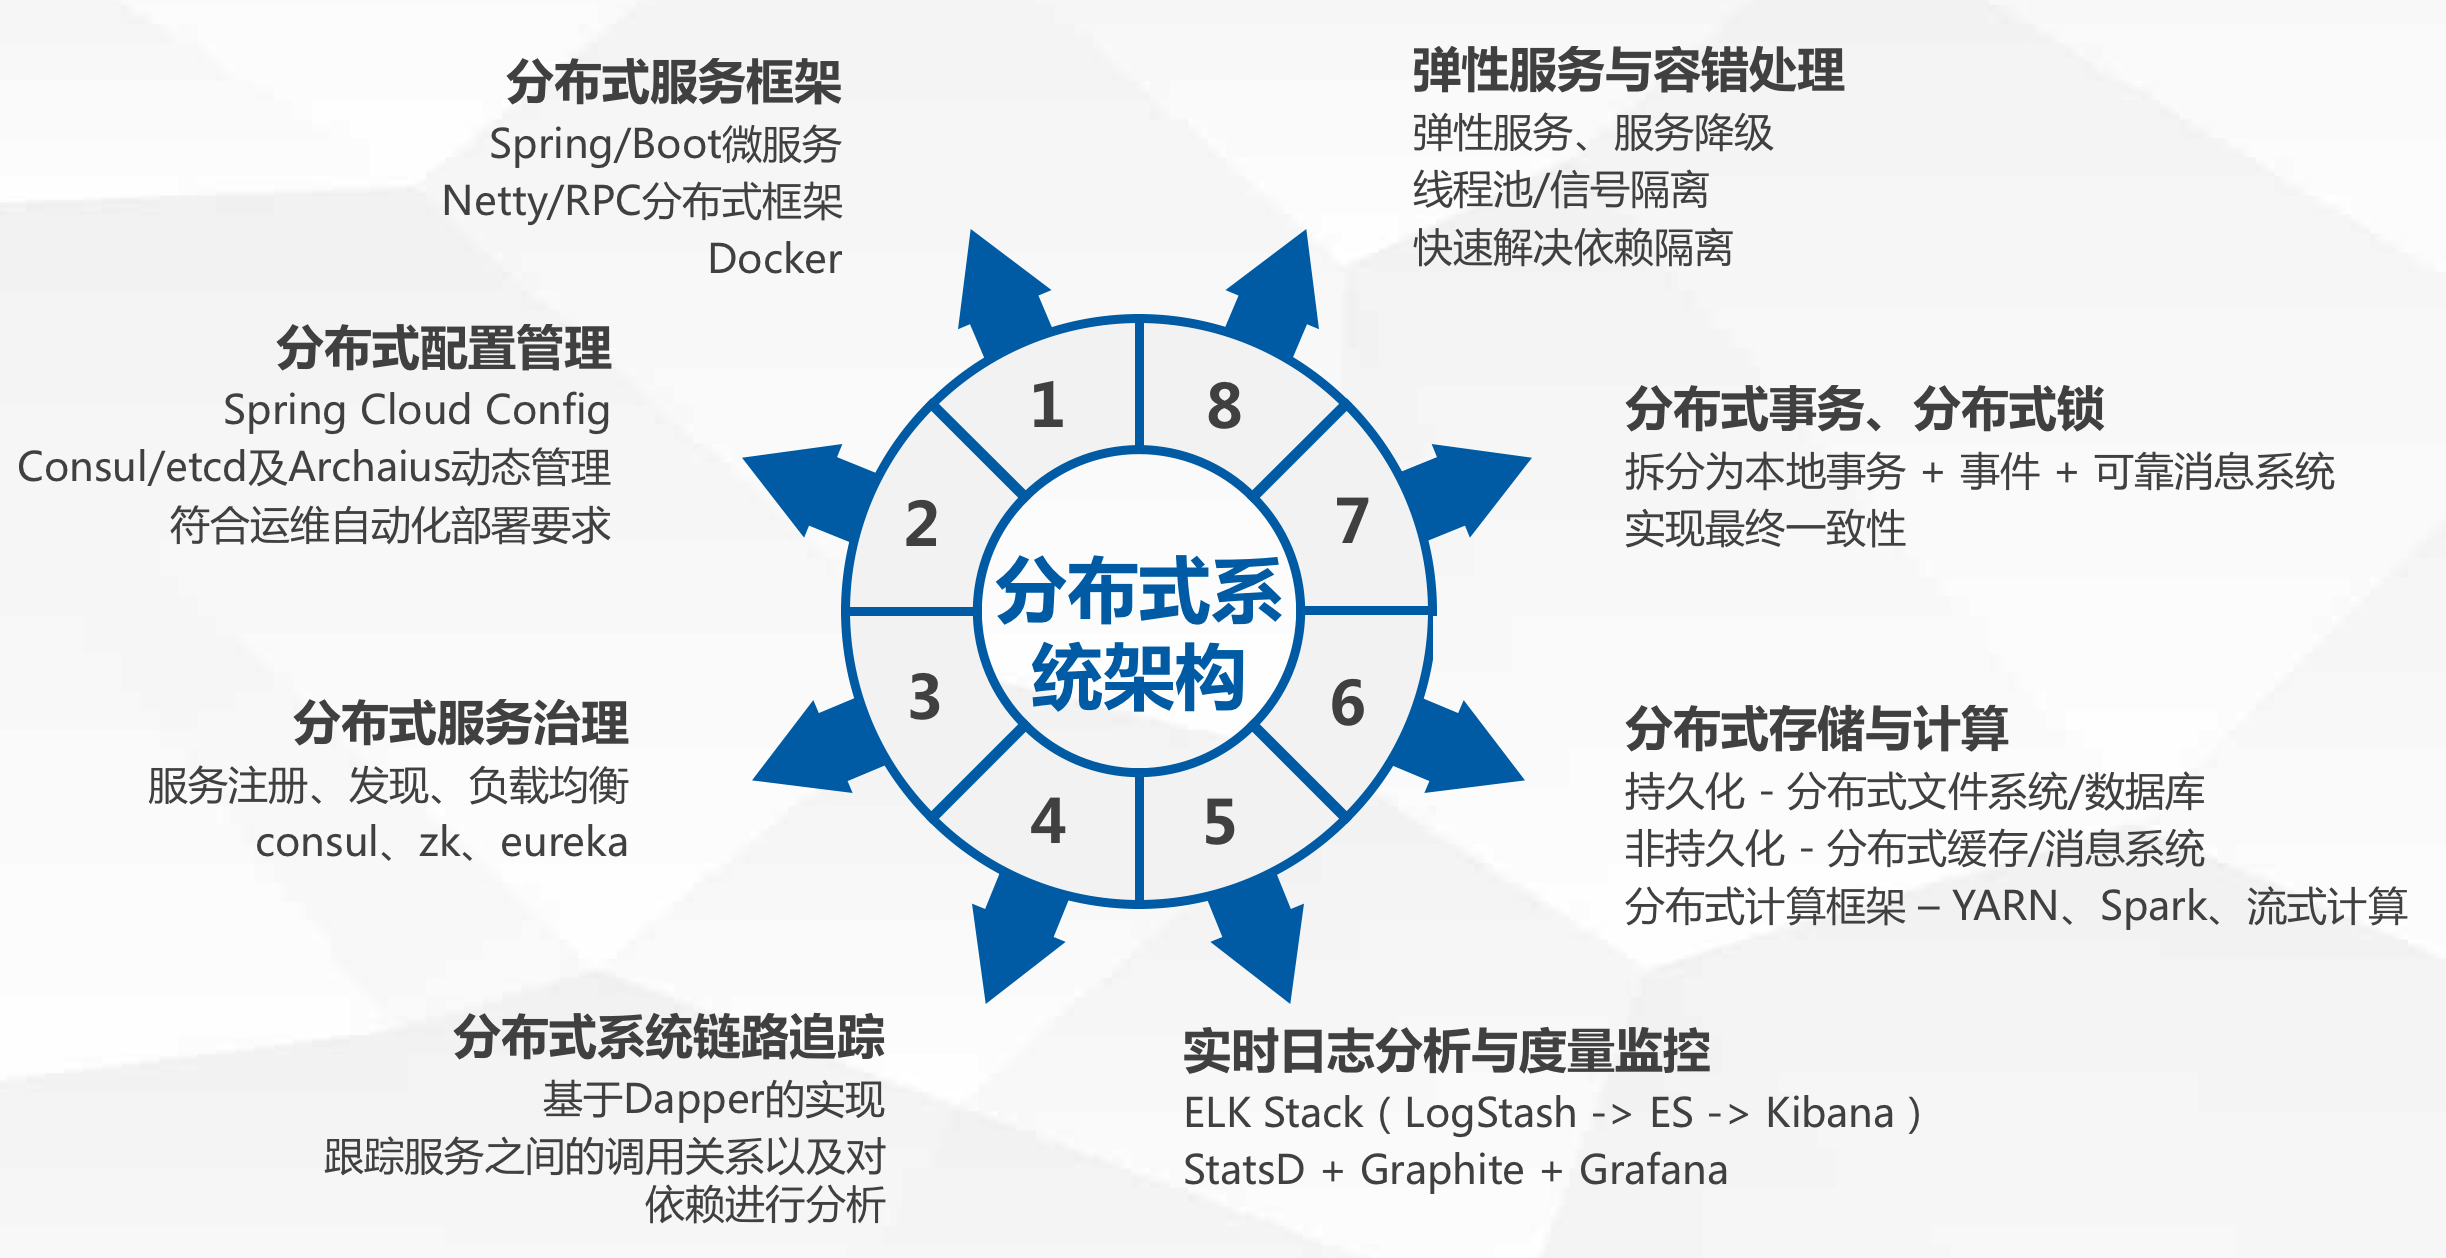 分布式服务框架
Spring/Boot微服务
Netty/RPC分布式框架
Docker
分布式配置管理
Spring Cloud Config
Consul/etcd及Archaius动态管理
符合运维自动化部署要求
分布式服务治理
服务注册、发现、负载均衡
consul、zk、eureka
分布式系统链路追踪
基于Dapper的实现
跟踪服务之间的调用关系以及对
依赖进行分析
1
2
3
4
5
6
7
8
分布式系
统架构
弹性服务与容错处理
弹性服务、服务降级
线程池/信号隔离
快速解决依赖隔离
分布式事务、分布式锁
拆分为本地事务 + 事件 + 可靠消息系统
实现最终一致性
分布式存储与计算
持久化 - 分布式文件系统/数据库
非持久化 - 分布式缓存/消息系统
分布式计算框架 – YARN、Spark、流式计算
实时日志分析与度量监控
ELK Stack（LogStash -> ES -> Kibana）
StatsD + Graphite + Grafana